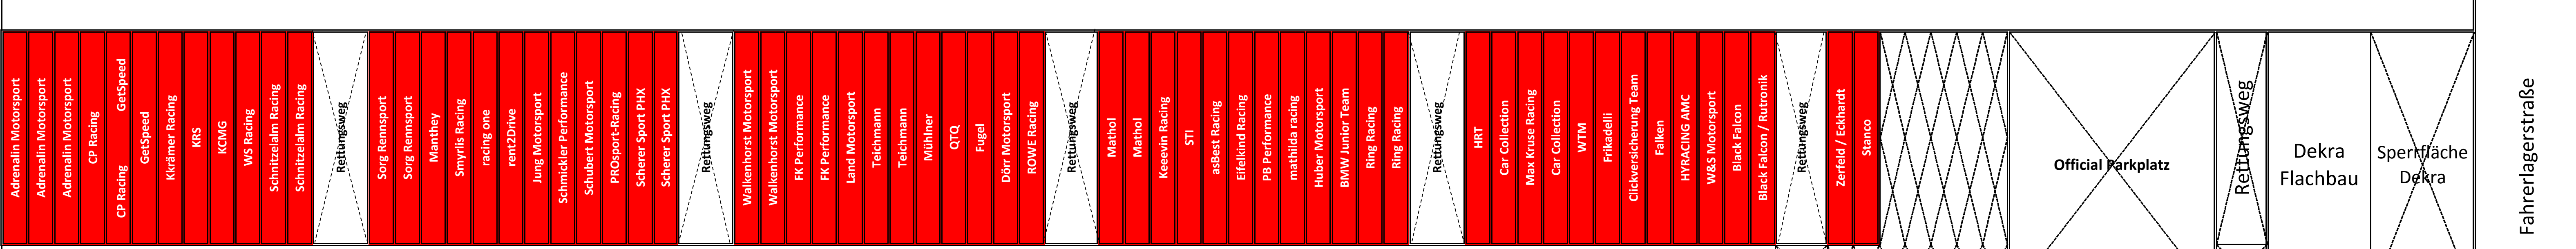 Adrenalin Motorsport
Adrenalin Motorsport
Adrenalin Motorsport
CP Racing
CP Racing GetSpeed
GetSpeed
Kkrämer Racing
KRS
KCMG
WS Racing
Schnitzelalm Racing
Schnitzelalm Racing
Rettungsweg
Sorg Rennsport
Sorg Rennsport
Manthey
Smyrlis Racing
racing one
rent2Drive
Jung Motorsport
Schmickler Performance
Schubert Motorsport
PROsport-Racing
Scherer Sport PHX
Scherer Sport PHX
Rettungsweg
Walkenhorst Motorsport
Walkenhorst Motorsport
FK Performance
FK Performance
Land Motorsport
Teichmann
Teichmann
Mühlner
QTQ
Fugel
Dörr Motorsport
ROWE Racing
Rettungsweg
Mathol
Mathol
Keeevin Racing
STI
asBest Racing
Eifelkind Racing
PB Performance
mathilda racing
Huber Motorsport
BMW Junior Team
Ring Racing
Ring Racing
Rettungsweg
HRT
Car Collection
Max Kruse Racing
Car Collection
WTM
Frikadelli
Clickversicherung Team
Falken
HYRACING AMC
W&S Motorsport
Black Falcon
Black Falcon / Rutronik
Rettungsweg
Zerfeld / Eckhardt
Stanco
Official Parkplatz
Rettungsweg
Dekra
Flachbau
Sperrfläche
Dekra
Fahrerlagerstraße